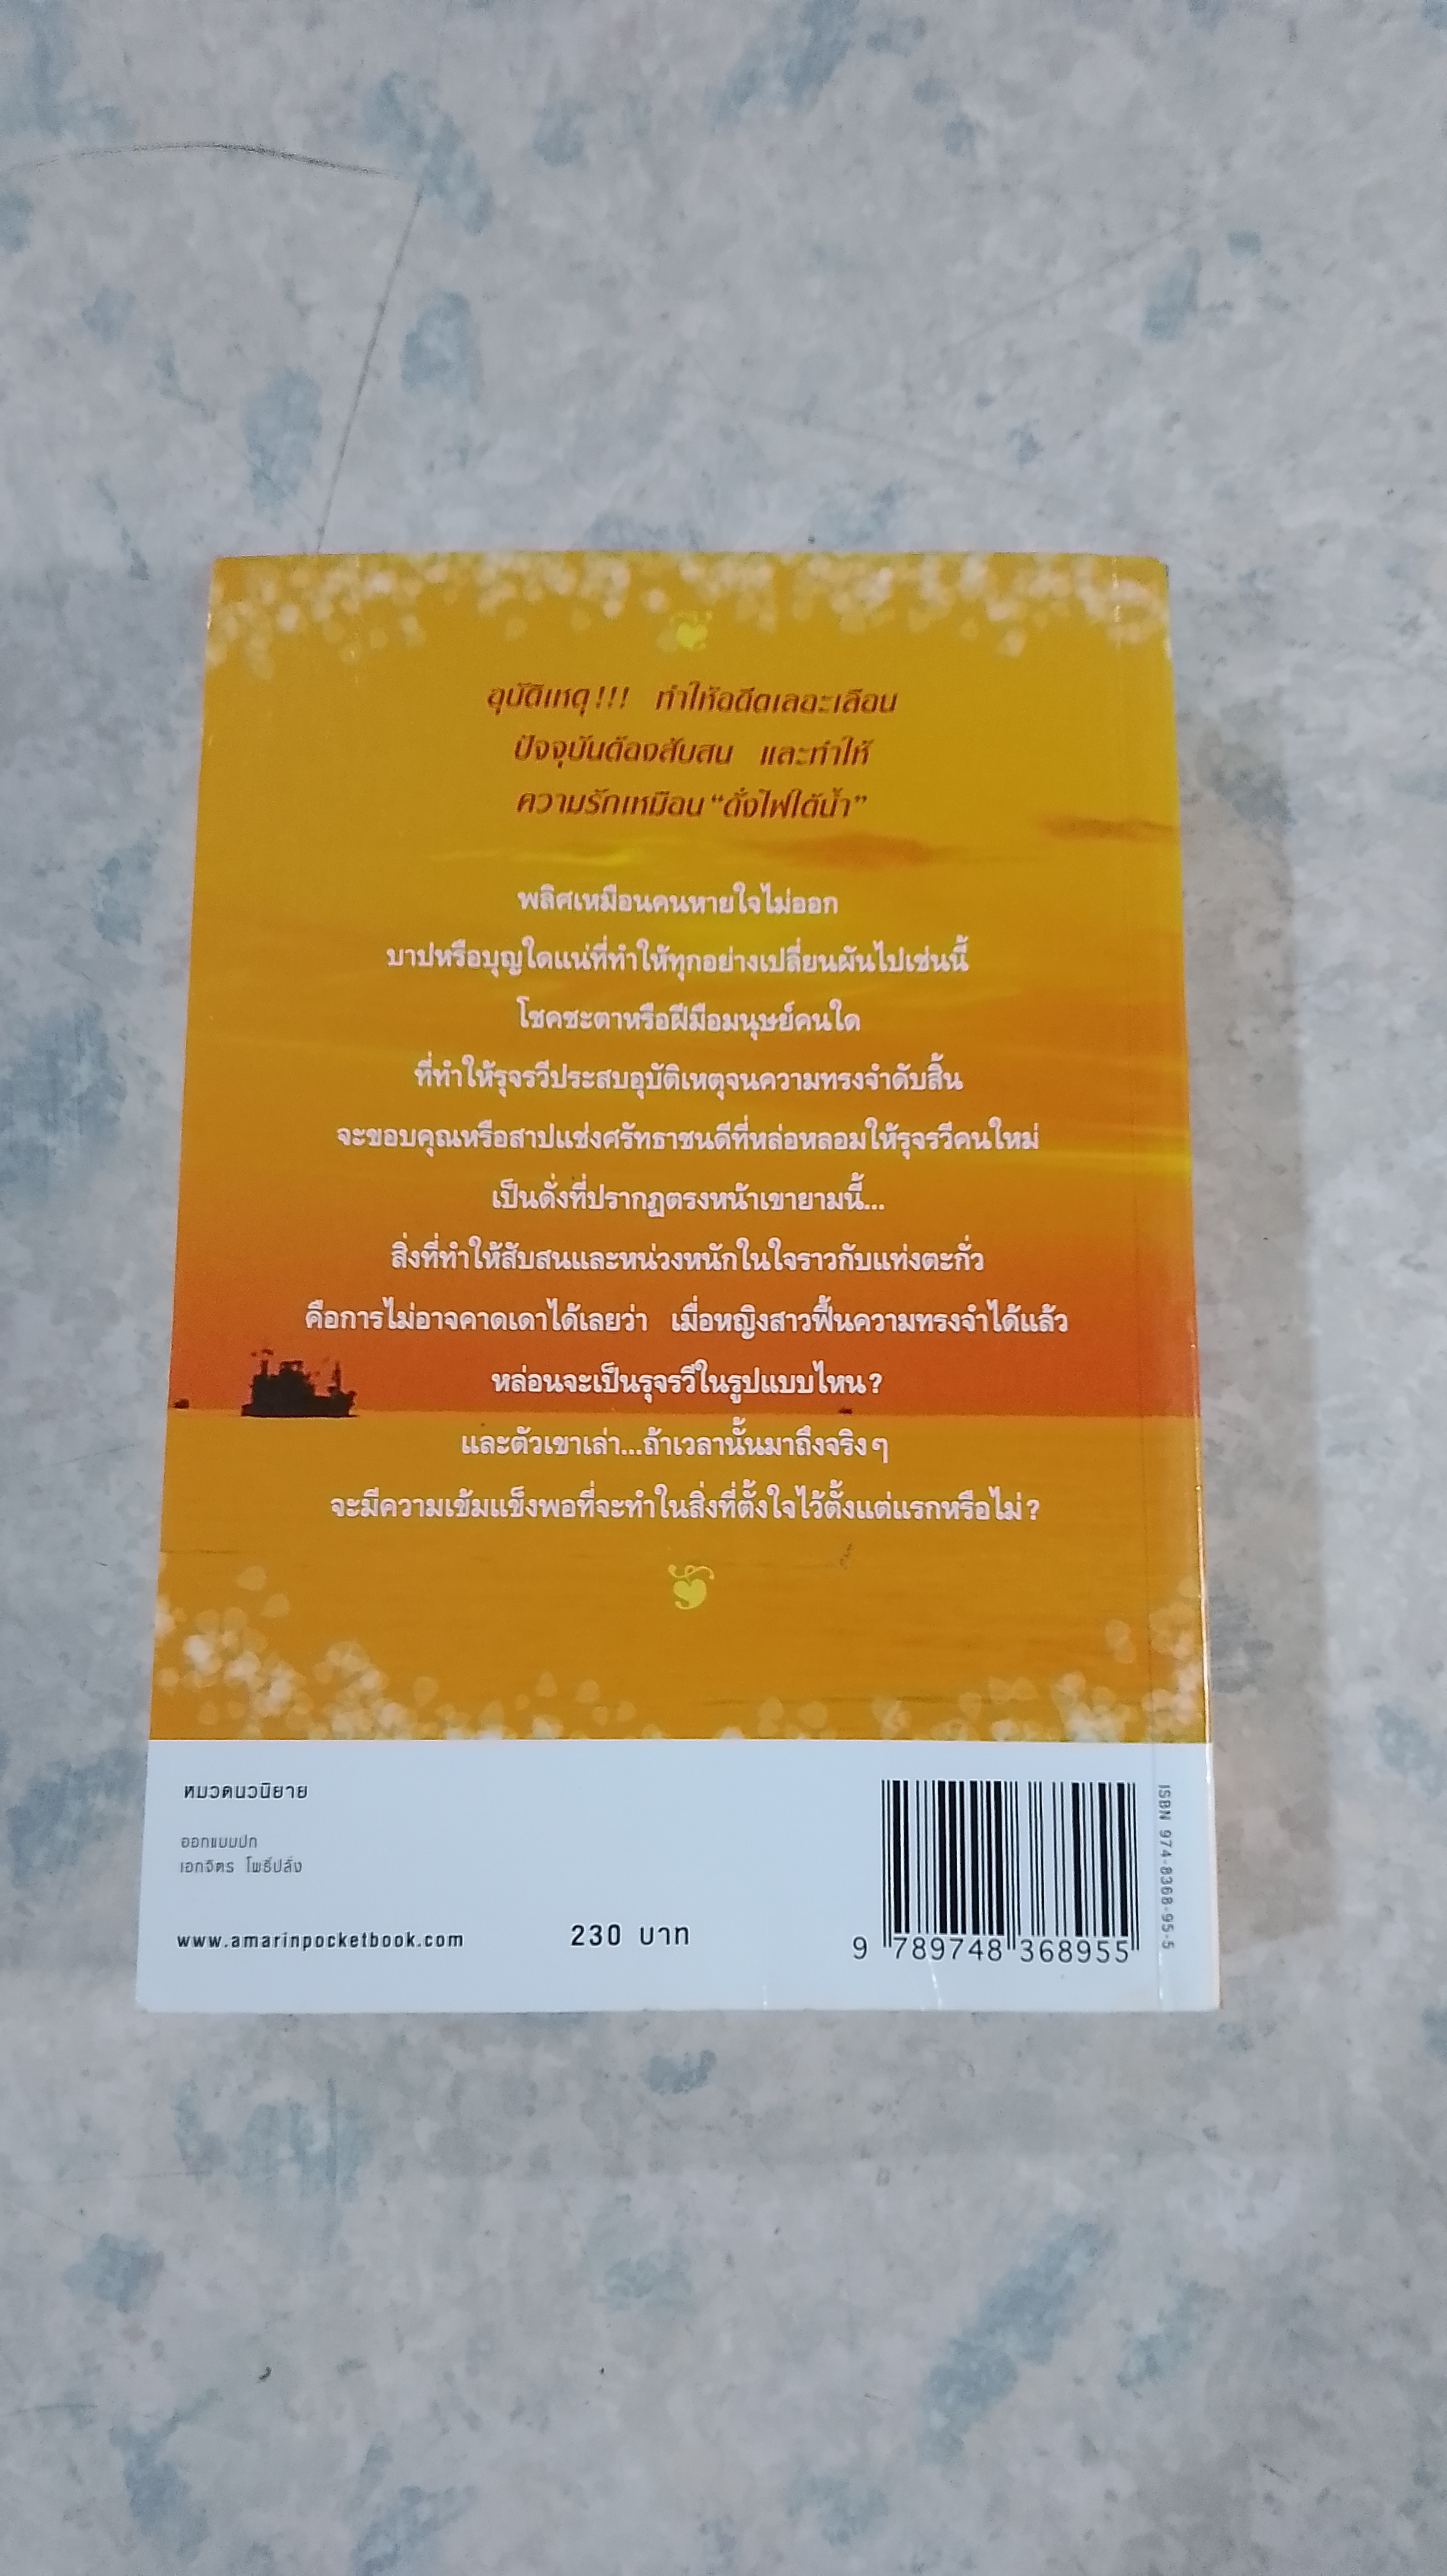 อุบัติเหตุ!!! ทำให้อดีตเลอะเลือน
ปัจจุบันต้องสับสน และทำให้
ความรักเหมือน “ดั่งไฟใต้น้ำ”
พลิศเหมือนคนหายใจไม่ออก
บาปหรือบุญใดแน่ที่ทำให้ทุกอย่างเปลี่ยนผันไปเช่นนี้
โชคชะตาหรือฝีมือมนุษย์คนใด
ที่ทำให้รุจรวีประสบอุบัติเหตุจนความทรงจำดับสิ้น
จะขอบคุณหรือสาปแช่งศรัทธาชนดีที่หล่อหลอมให้รุจรวีคนใหม่
เป็นดั่งที่ปรากฏตรงหน้าเขายามนี้...
สิ่งที่ทำให้สับสนและหน่วงหนักในใจราวกับแท่งตะกั่ว
คือการไม่อาจคาดเดาได้เลยว่า เมื่อหญิงสาวฟื้นความทรงจำได้แล้ว
หล่อนจะเป็นรุจรวีในรูปแบบไหน?
และตัวเขาเล่า...ถ้าเวลานั้นมาถึงจริงๆ
จะมีความเข้มแข็งพอที่จะทำในสิ่งที่ตั้งใจไว้ตั้งแต่แรกหรือไม่?
หมวดนวนิยาย
ออกแบบปก
เอกจิตร โพธิ์ปลั่ง
www.amarinpocketbook.com
230 บาท
9 789748 368955
ISBN 974-8368-95-5